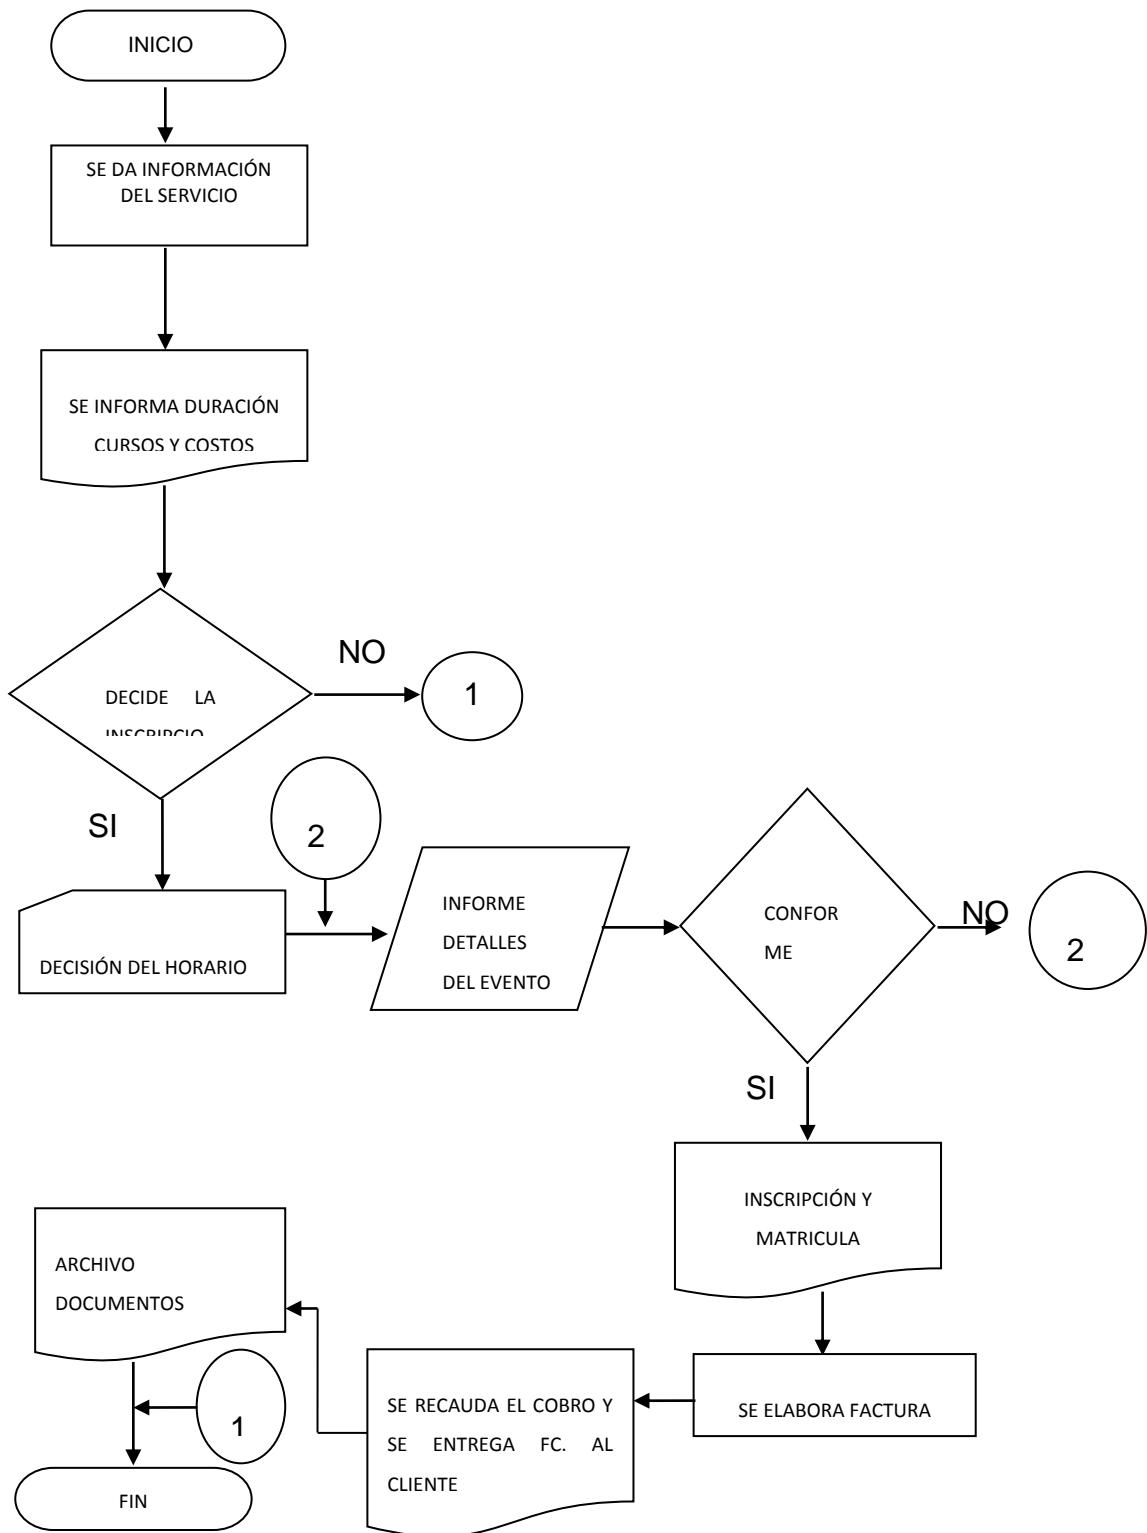 INICIO
SE DA INFORMACIÓN
DEL SERVICIO
SE INFORMA DURACIÓN
CURSOS Y COSTOS
DECIDE LA
INSCRIPCIO
NO
1
SI
2
DECISIÓN DEL HORARIO
INFORME
DETALLES
DEL EVENTO
CONFOR
ME
NO
2
SI
INSCRIPCIÓN Y
MATRICULA
SE ELABORA FACTURA
SE RECAUDA EL COBRO Y
SE ENTREGA FC. AL
CLIENTE
ARCHIVO
DOCUMENTOS
1
FIN